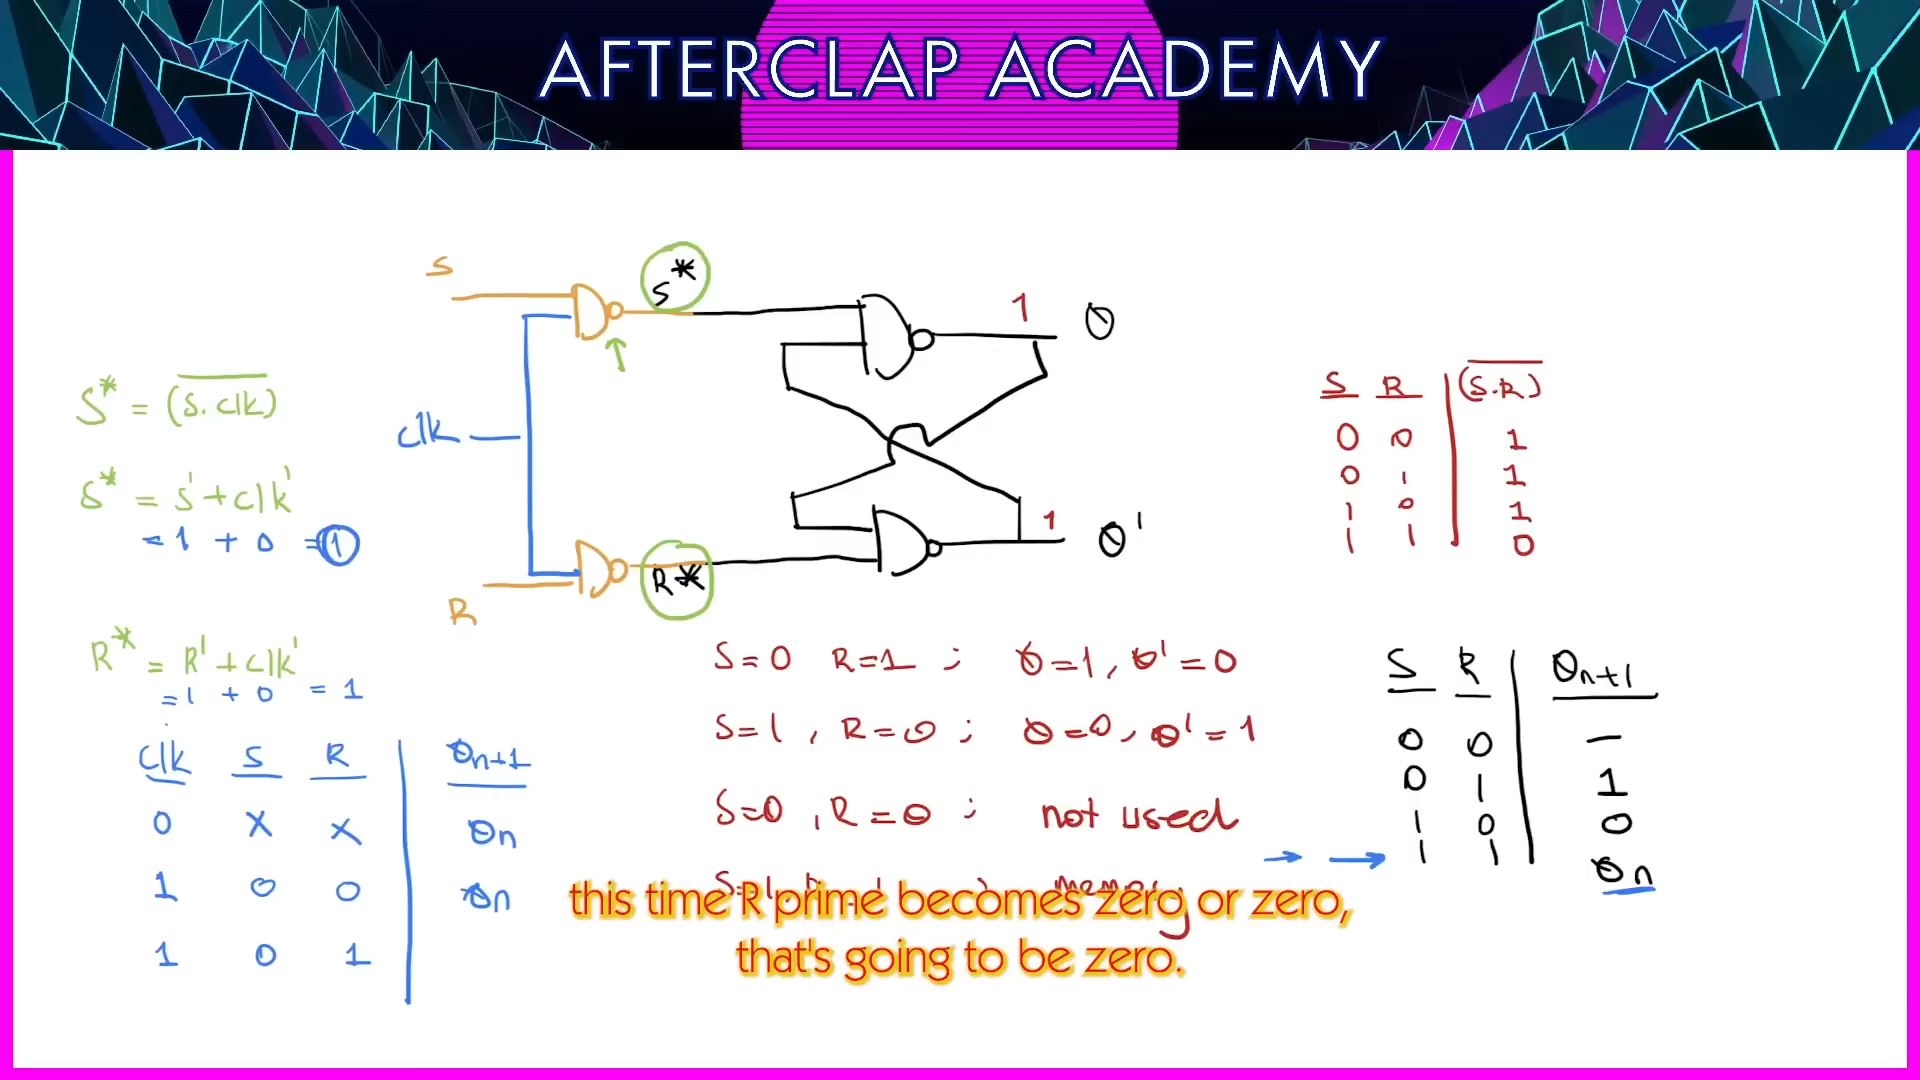 AFTERCLAP ACADEMY
S
S*
1 Q
S* = (S.Clk)
Clk
S* = S' + Clk'
= 1 + 0 = 1
1 Q'
R*
R
R* = R' + Clk'
= 1 + 0 = 1
Clk S R Qn+1
0 X X Qn
1 0 0 Qn
1 0 1
S R (S.R)
0 0 1
0 1 1
1 0 1
1 1 0
S=0 R=1 ; Q=1, Q'=0
S=1, R=0 ; Q=0, Q'=1
S=0, R=0 ; not used
memory
S R Qn+1
0 0 —
0 1 1
1 0 0
1 1 Qn
this time R prime becomes zero or zero,
that's going to be zero.